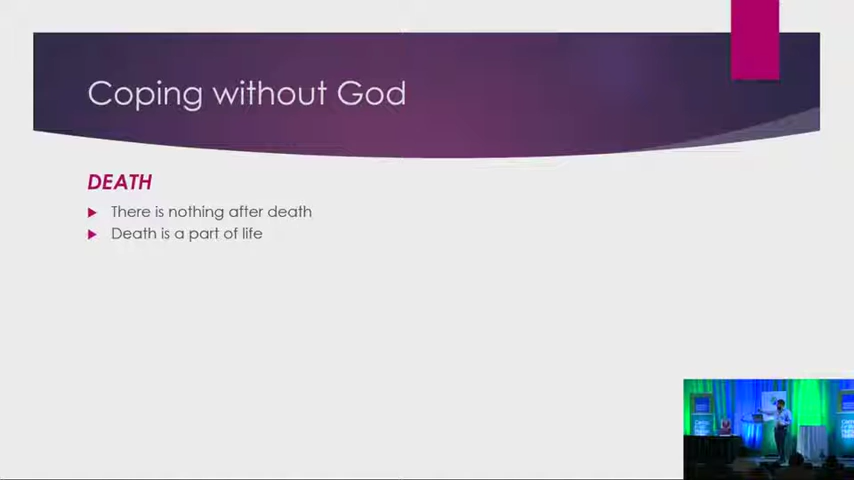 Coping without God
DEATH
There is nothing after death
Death is a part of life